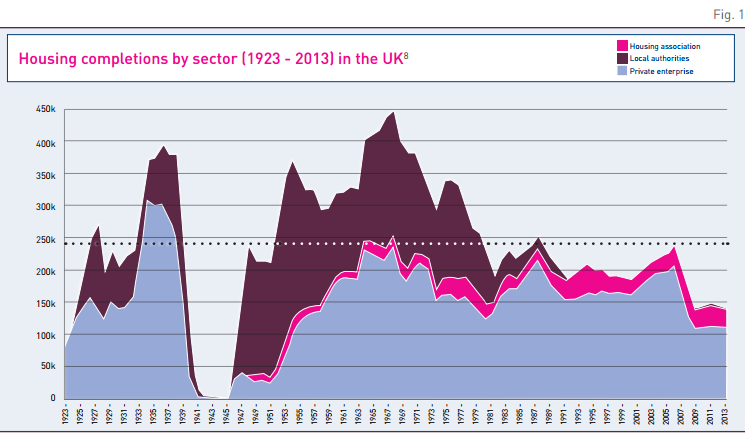 Fig. 1
Housing completions by sector (1923 - 2013) in the UK8
Housing association
Local authorities
Private enterprise
450k
400k
350k
300k
250k
200k
150k
100k
50k
0
1923 1925 1927 1929 1931 1933 1935 1937 1939 1941 1943 1945 1947 1949 1951 1953 1955 1957 1959 1961 1963 1965 1967 1969 1971 1973 1975 1977 1979 1981 1983 1985 1987 1989 1991 1993 1995 1997 1999 2001 2003 2005 2007 2009 2011 2013